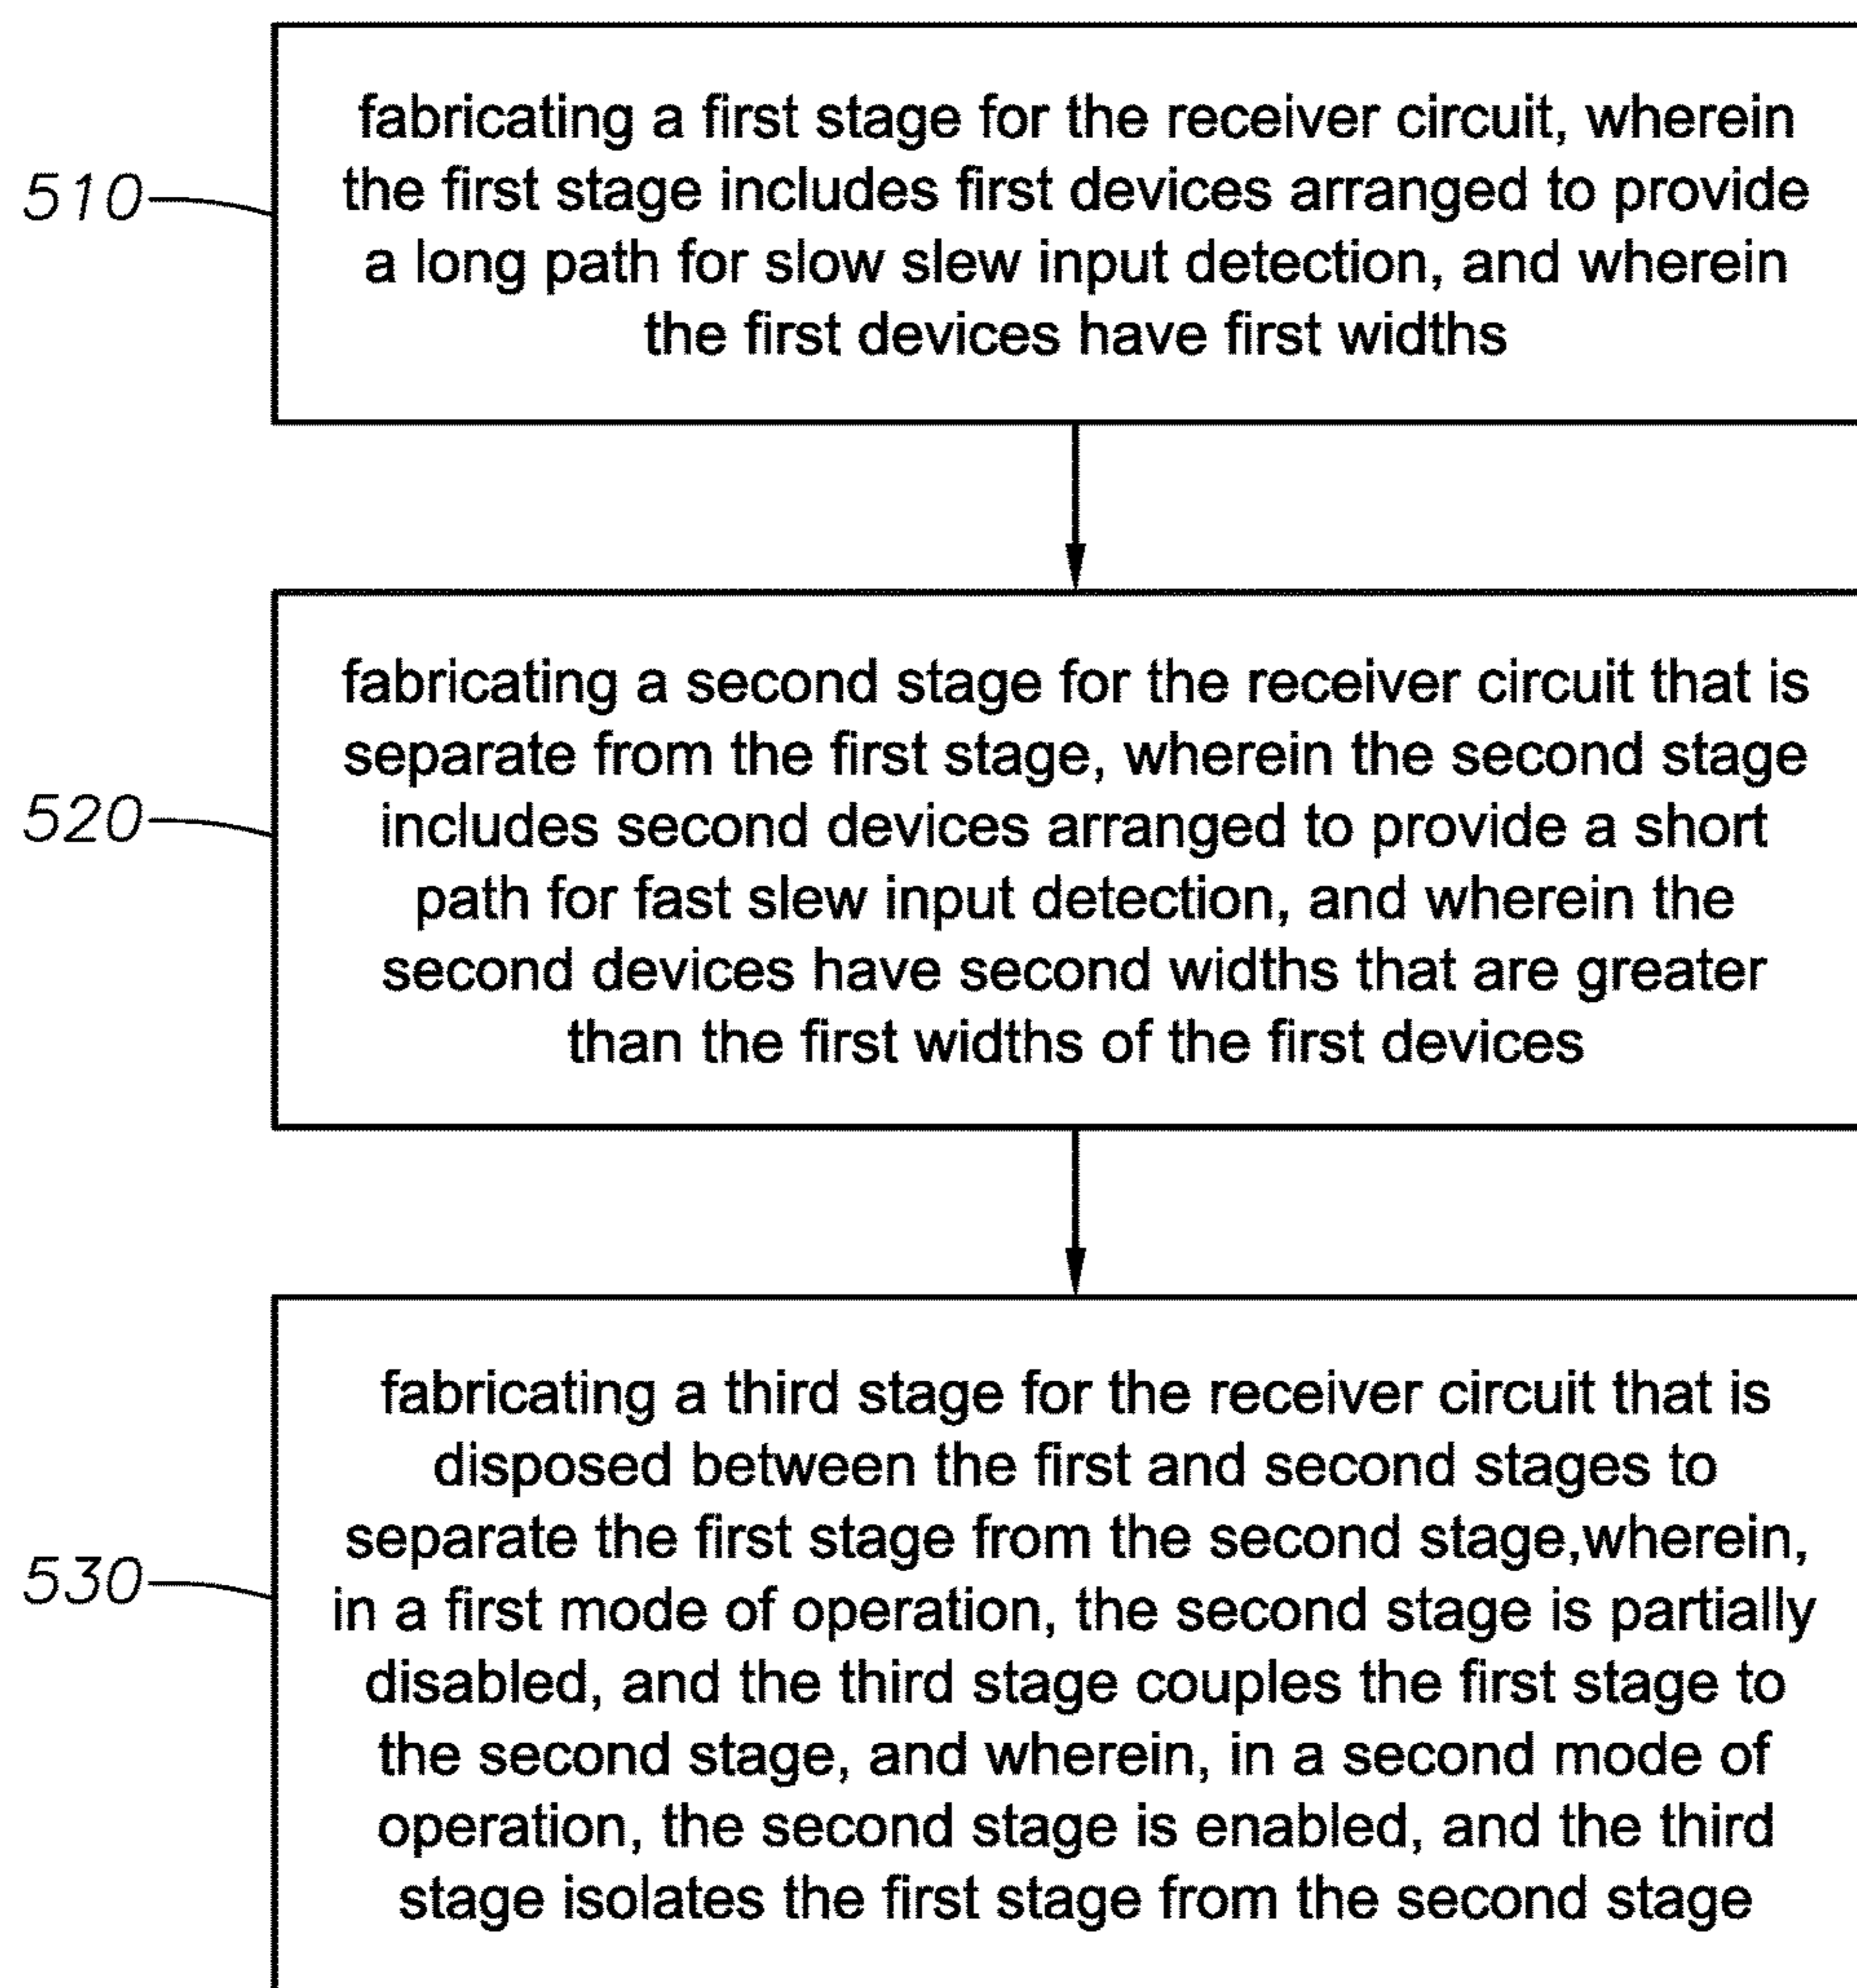 510
fabricating a first stage for the receiver circuit, wherein
the first stage includes first devices arranged to provide
a long path for slow slew input detection, and wherein
the first devices have first widths
520
fabricating a second stage for the receiver circuit that is
separate from the first stage, wherein the second stage
includes second devices arranged to provide a short
path for fast slew input detection, and wherein the
second devices have second widths that are greater
than the first widths of the first devices
530
fabricating a third stage for the receiver circuit that is
disposed between the first and second stages to
separate the first stage from the second stage,wherein,
in a first mode of operation, the second stage is partially
disabled, and the third stage couples the first stage to
the second stage, and wherein, in a second mode of
operation, the second stage is enabled, and the third
stage isolates the first stage from the second stage